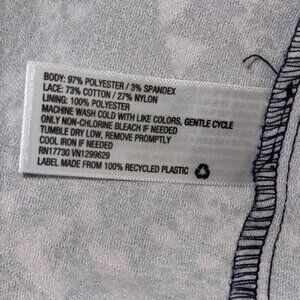 BODY: 97% POLYESTER / 3% SPANDEX
LACE: 73% COTTON / 27% NYLON
LINING: 100% POLYESTER
MACHINE WASH COLD WITH LIKE COLORS, GENTLE CYCLE
ONLY NON-CHLORINE BLEACH IF NEEDED
TUMBLE DRY LOW, REMOVE PROMPTLY
COOL IRON IF NEEDED
RN17730 VN1299629
LABEL MADE FROM 100% RECYCLED PLASTIC